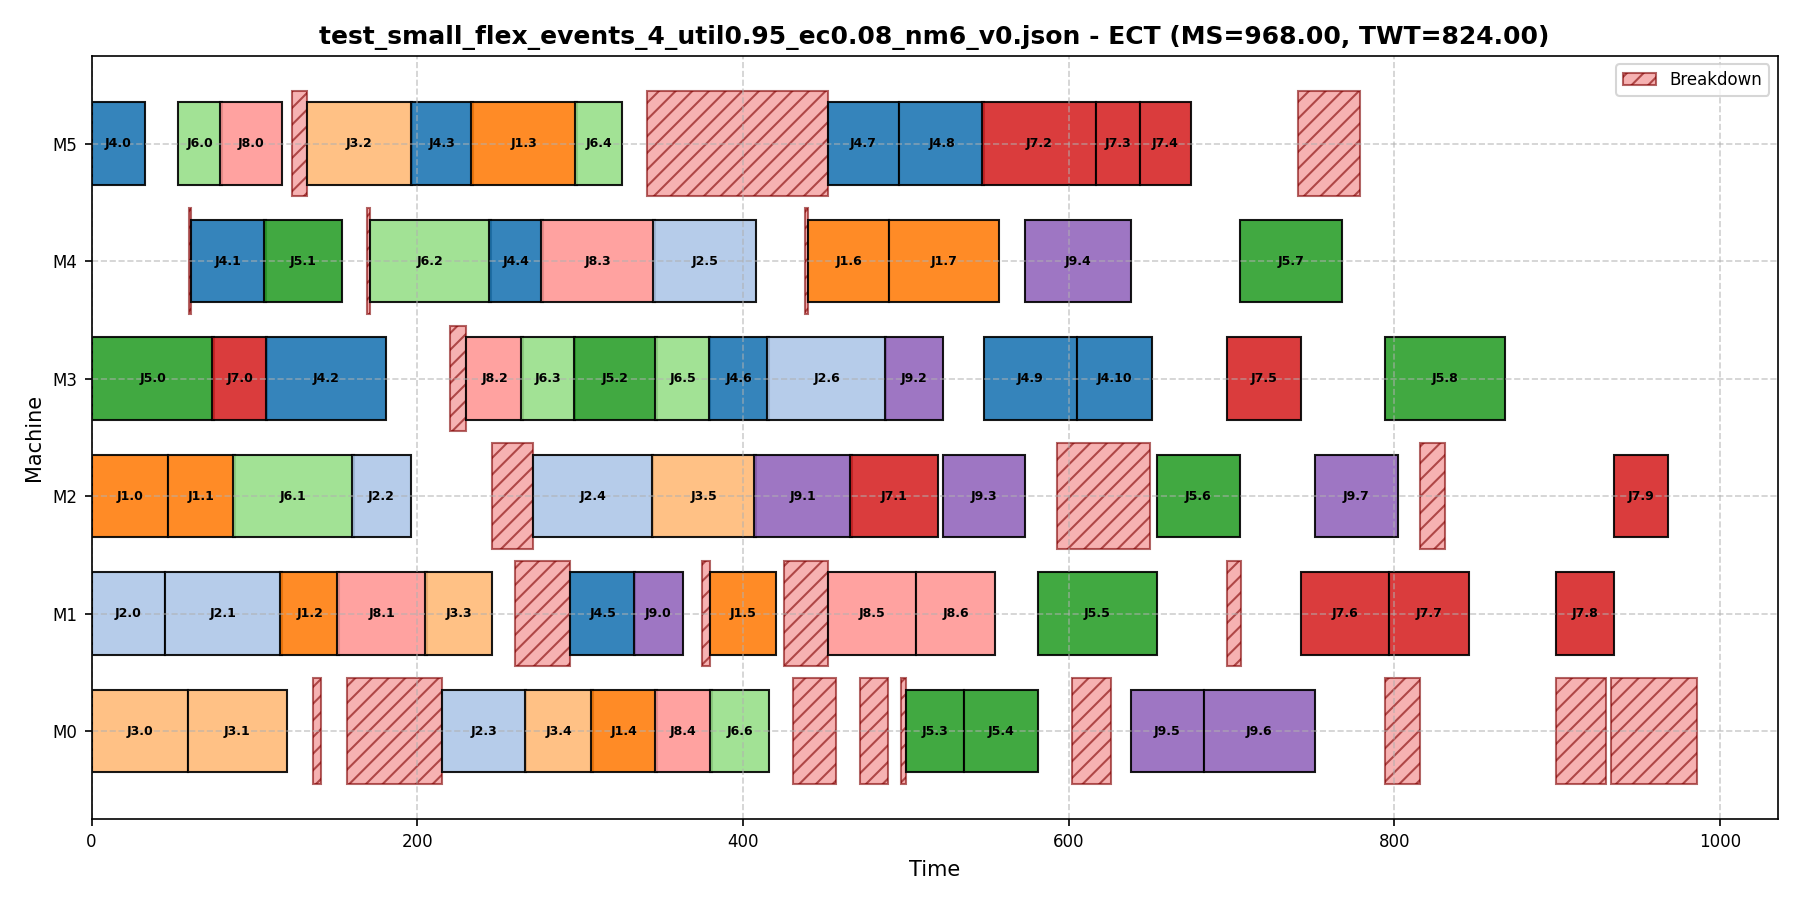 test_small_flex_events_4_util0.95_ec0.08_nm6_v0.json - ECT (MS=968.00, TWT=824.00)
Breakdown
M5
J4.0 J6.0 J8.0 J3.2 J4.3 J1.3 J6.4 J4.7 J4.8 J7.2 J7.3 J7.4
M4
J4.1 J5.1 J6.2 J4.4 J8.3 J2.5 J1.6 J1.7 J9.4 J5.7
M3
J5.0 J7.0 J4.2 J8.2 J6.3 J5.2 J6.5 J4.6 J2.6 J9.2 J4.9 J4.10 J7.5 J5.8
M2
J1.0 J1.1 J6.1 J2.2 J2.4 J3.5 J9.1 J7.1 J9.3 J5.6 J9.7 J7.9
M1
J2.0 J2.1 J1.2 J8.1 J3.3 J4.5 J9.0 J1.5 J8.5 J8.6 J5.5 J7.6 J7.7 J7.8
M0
J3.0 J3.1 J2.3 J3.4 J1.4 J8.4 J6.6 J5.3 J5.4 J9.5 J9.6
Machine
0 200 400 600 800 1000
Time